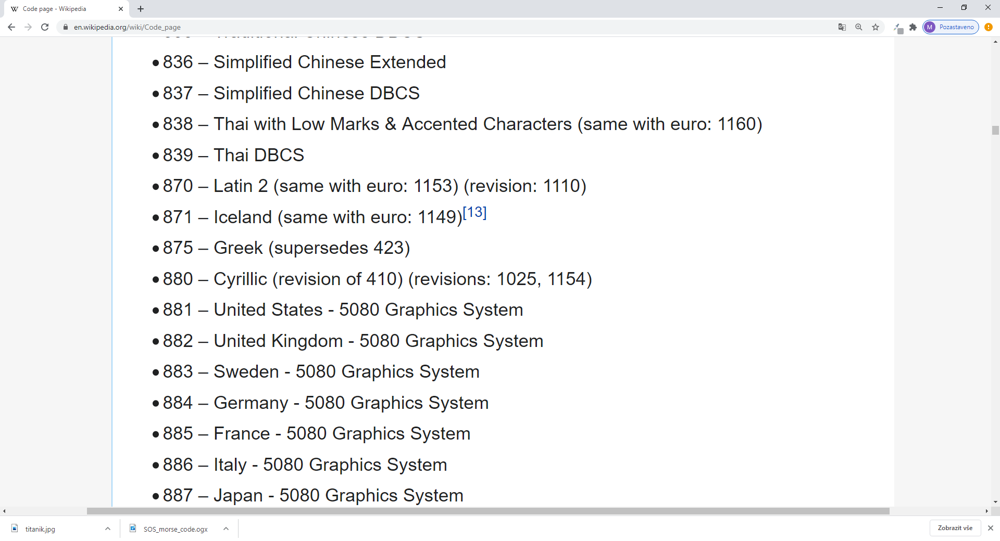 Code page - Wikipedia
en.wikipedia.org/wiki/Code_page
M Pozastaveno
Traditional Chinese DBCS
836 – Simplified Chinese Extended
837 – Simplified Chinese DBCS
838 – Thai with Low Marks & Accented Characters (same with euro: 1160)
839 – Thai DBCS
870 – Latin 2 (same with euro: 1153) (revision: 1110)
871 – Iceland (same with euro: 1149)[13]
875 – Greek (supersedes 423)
880 – Cyrillic (revision of 410) (revisions: 1025, 1154)
881 – United States - 5080 Graphics System
882 – United Kingdom - 5080 Graphics System
883 – Sweden - 5080 Graphics System
884 – Germany - 5080 Graphics System
885 – France - 5080 Graphics System
886 – Italy - 5080 Graphics System
887 – Japan - 5080 Graphics System
titanik.jpg
SOS_morse_code.ogx
Zobrazit vše